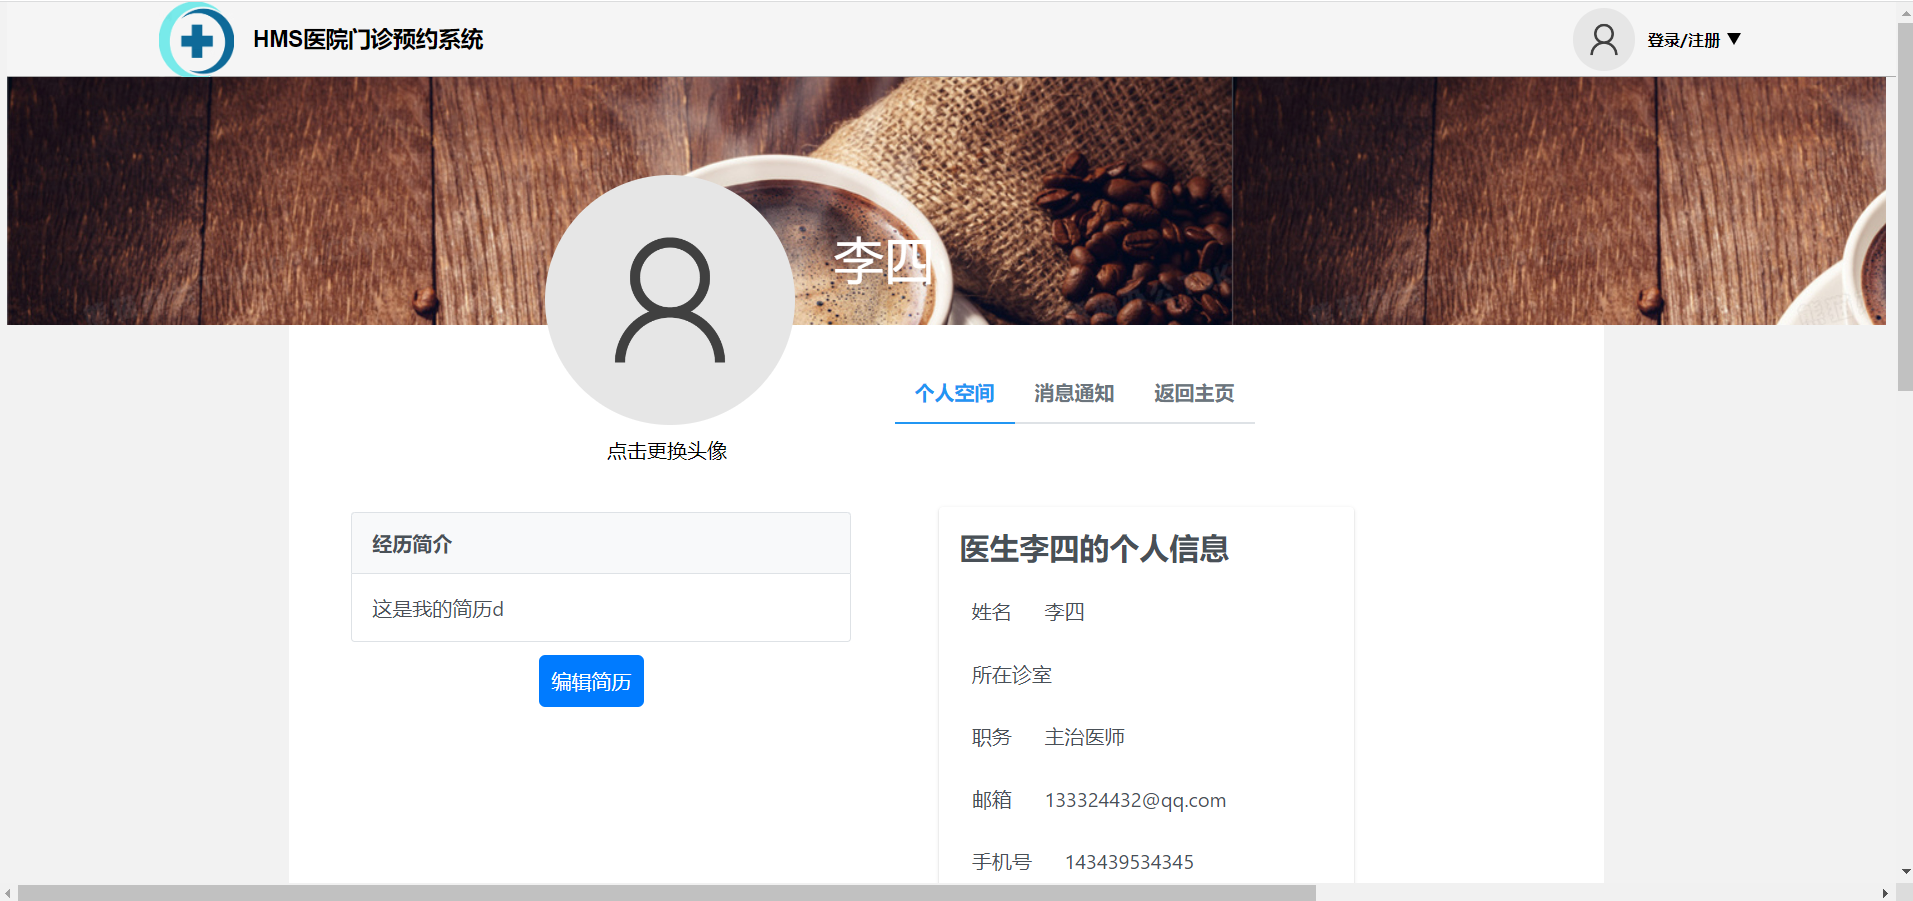 HMS医院门诊预约系统
登录/注册 ▼
李四
个人空间 消息通知 返回主页
点击更换头像
经历简介
这是我的简历d
编辑简历
医生李四的个人信息
姓名 李四
所在诊室
职务 主治医师
邮箱 133324432@qq.com
手机号 143439534345